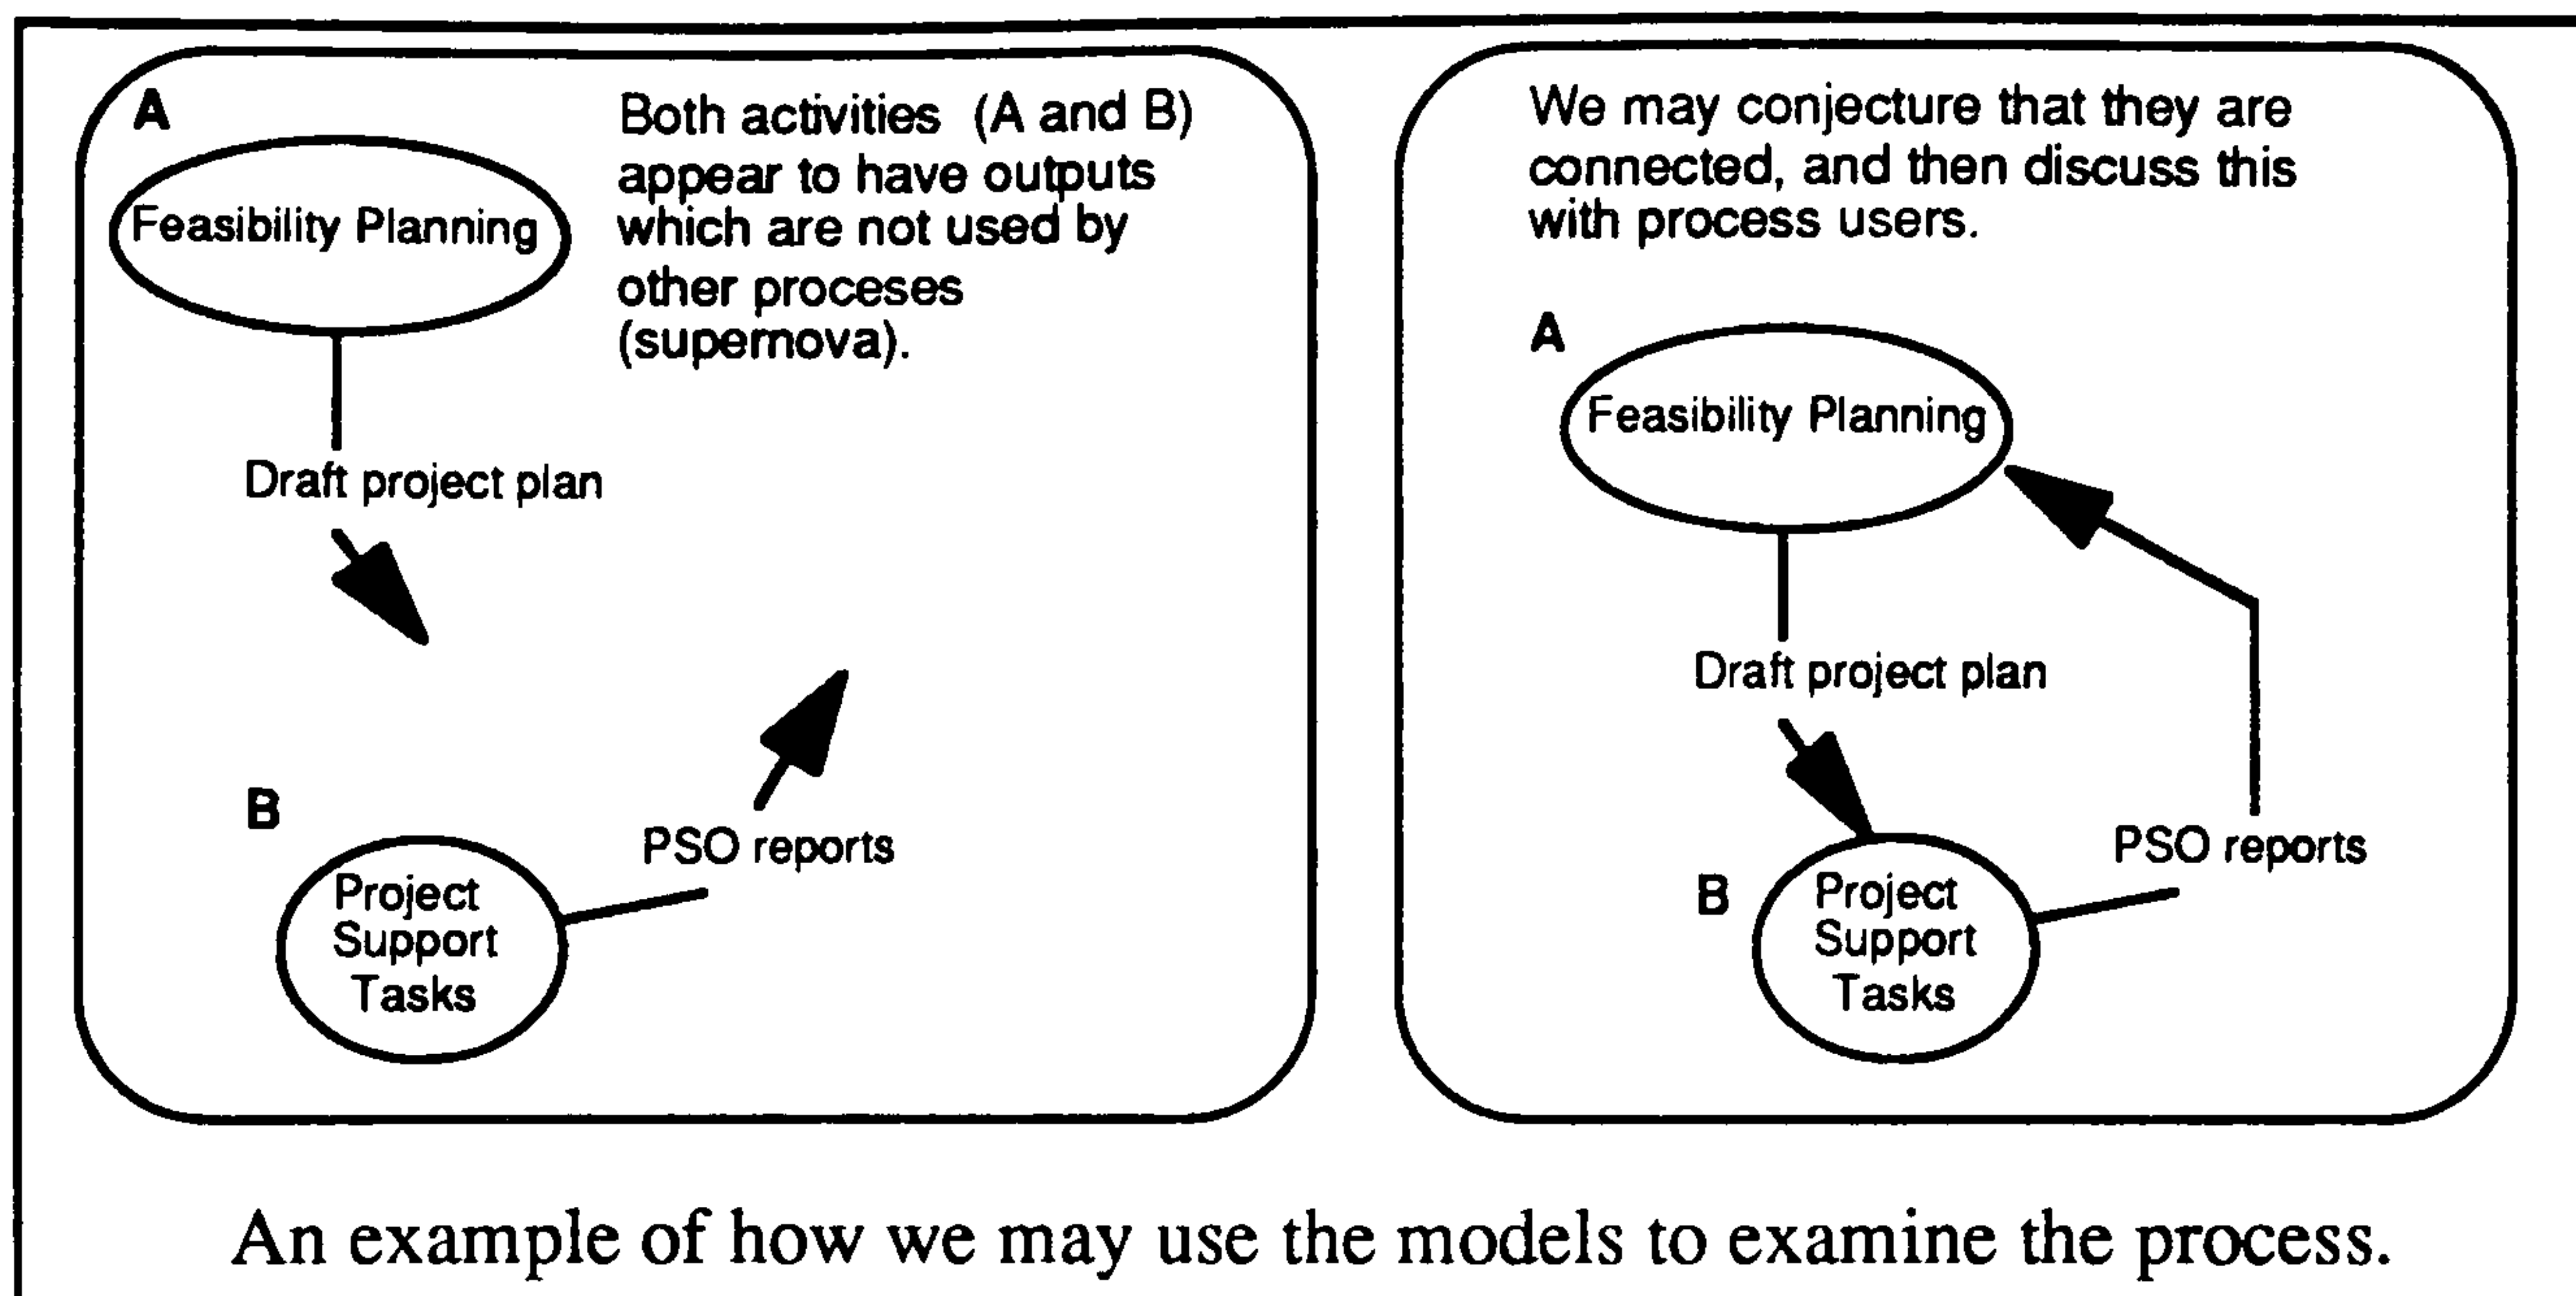 A
Feasibility Planning
Both activities (A and B)
appear to have outputs
which are not used by
other proceses
(supernova).
Draft project plan
B
PSO reports
Project
Support
Tasks
We may conjecture that they are
connected, and then discuss this
with process users.
A
Feasibility Planning
Draft project plan
PSO reports
B
Project
Support
Tasks
An example of how we may use the models to examine the process.